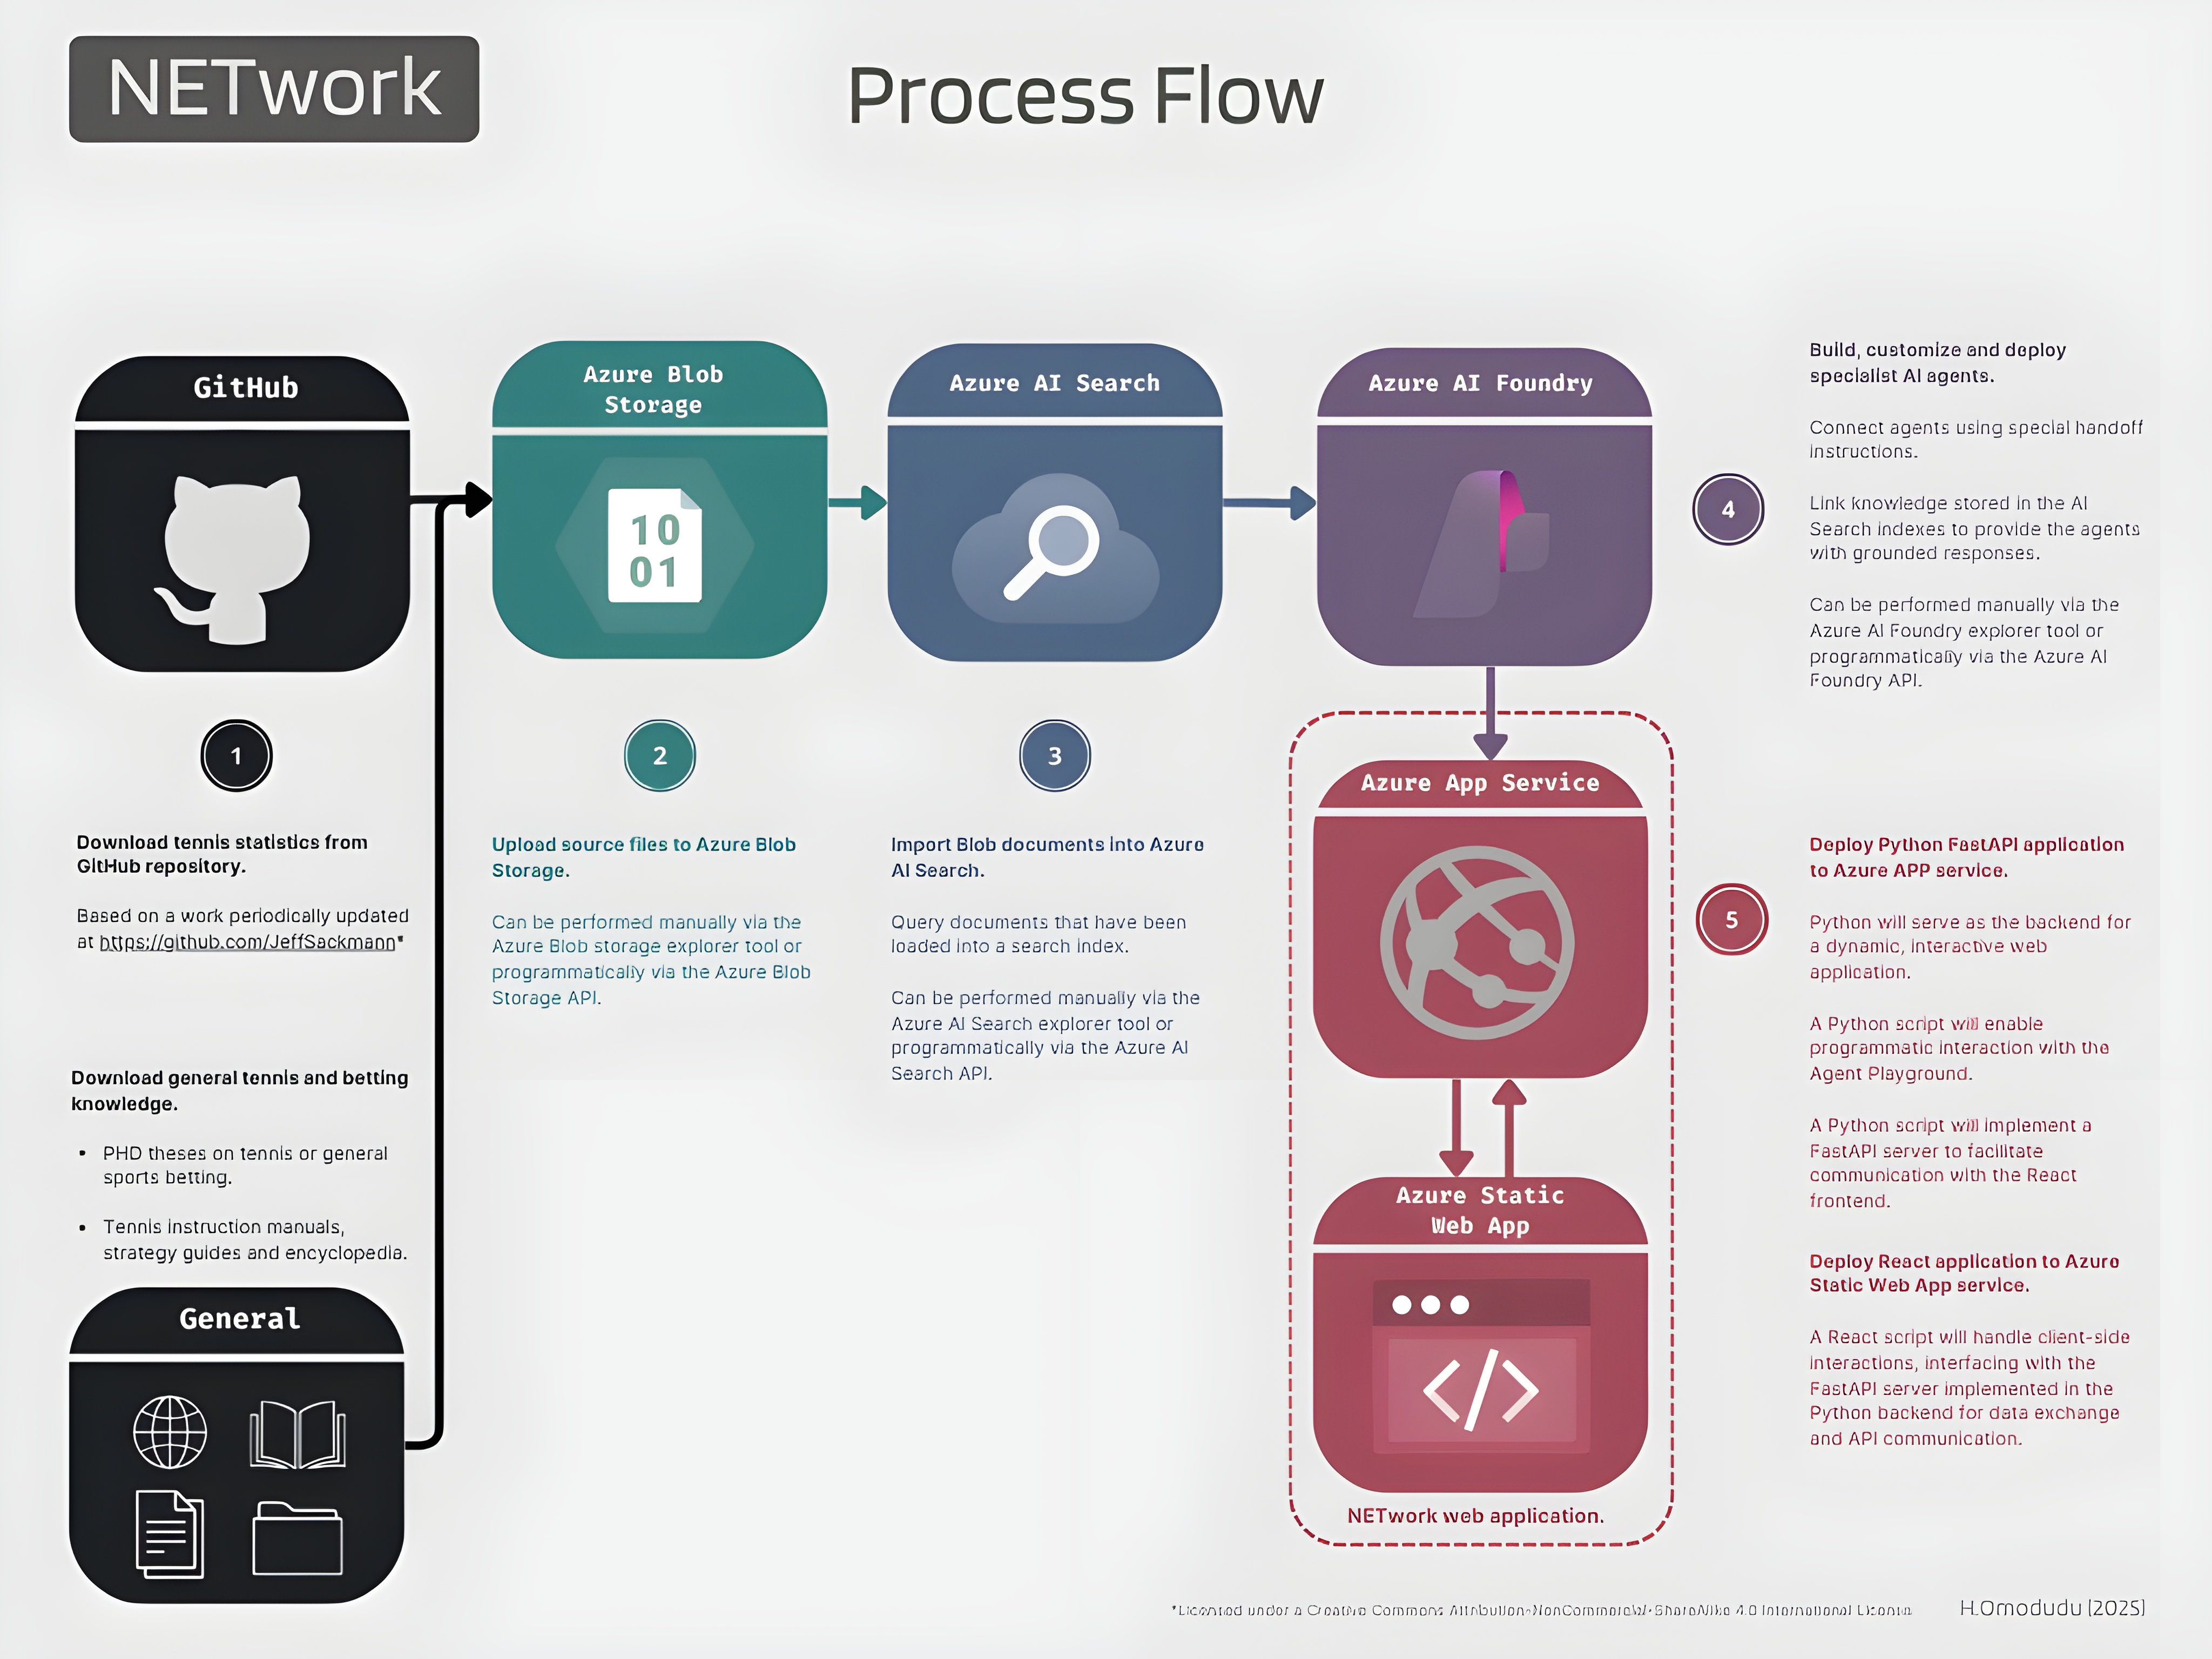 NETwork
Process Flow
GitHub
1
Download tennis statistics from
GitHub repository.
Based on a work periodically updated
at https://github.com/JeffSackmann*
Download general tennis and betting
knowledge.
• PHD theses on tennis or general
sports betting.
• Tennis instruction manuals,
strategy guides and encyclopedia.
General
Azure Blob
Storage
10
01
2
Upload source files to Azure Blob
Storage.
Can be performed manually via the
Azure Blob storage explorer tool or
programmatically via the Azure Blob
Storage API.
Azure AI Search
3
Import Blob documents into Azure
AI Search.
Query documents that have been
loaded into a search index.
Can be performed manually via the
Azure AI Search explorer tool or
programmatically via the Azure AI
Search API.
Azure AI Foundry
4
Build, customize and deploy
specialist AI agents.
Connect agents using special handoff
instructions.
Link knowledge stored in the AI
Search indexes to provide the agents
with grounded responses.
Can be performed manually via the
Azure AI Foundry explorer tool or
programmatically via the Azure AI
Foundry API.
Azure App Service
Azure Static
Web App
</>
NETwork web application.
5
Deploy Python FastAPI application
to Azure APP service.
Python will serve as the backend for
a dynamic, interactive web
application.
A Python script will enable
programmatic interaction with the
Agent Playground.
A Python script will implement a
FastAPI server to facilitate
communication with the React
frontend.
Deploy React application to Azure
Static Web App service.
A React script will handle client-side
interactions, interfacing with the
FastAPI server implemented in the
Python backend for data exchange
and API communication.
*Licensed under a Creative Commons Attribution-NonCommercial-ShareAlike 4.0 International License
H.Omodudu (2025)